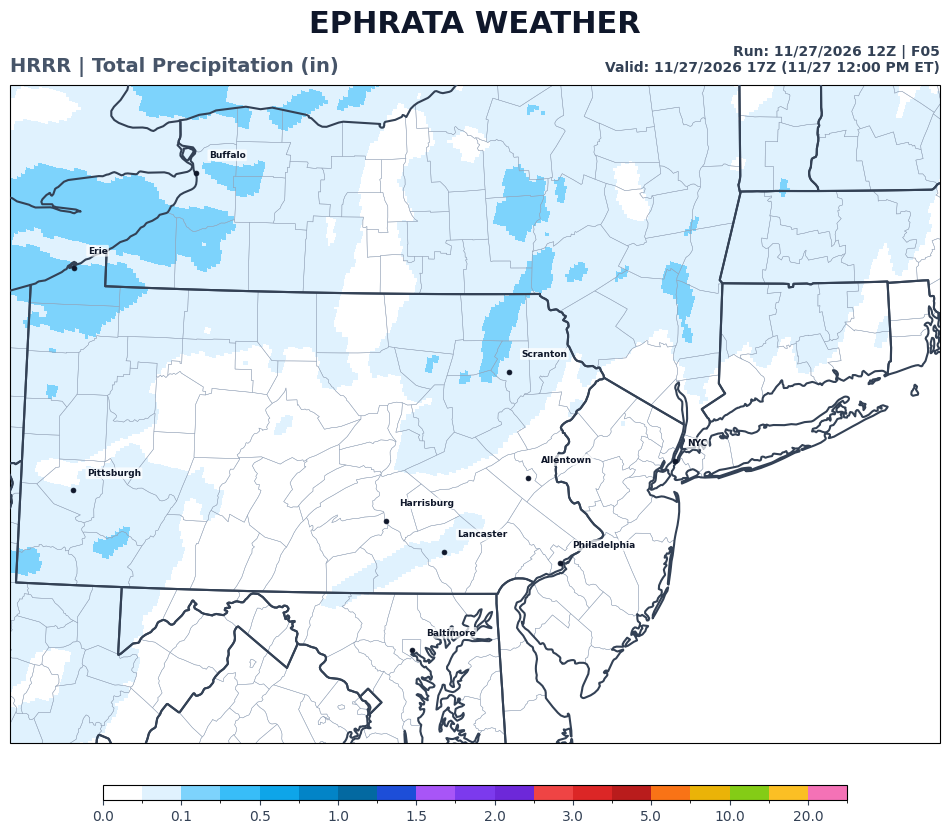 EPHRATA WEATHER
HRRR | Total Precipitation (in)
Run: 11/27/2026 12Z | F05
Valid: 11/27/2026 17Z (11/27 12:00 PM ET)
Buffalo
Erie
Scranton
NYC
Allentown
Pittsburgh
Harrisburg
Lancaster
Philadelphia
Baltimore
0.0 0.1 0.5 1.0 1.5 2.0 3.0 5.0 10.0 20.0